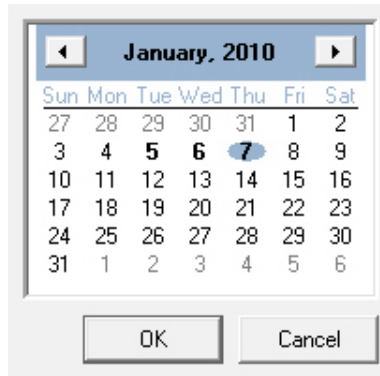 January, 2010
Sun Mon Tue Wed Thu Fri Sat
27 28 29 30 31 1 2
3 4 5 6 7 8 9
10 11 12 13 14 15 16
17 18 19 20 21 22 23
24 25 26 27 28 29 30
31 1 2 3 4 5 6
OK Cancel